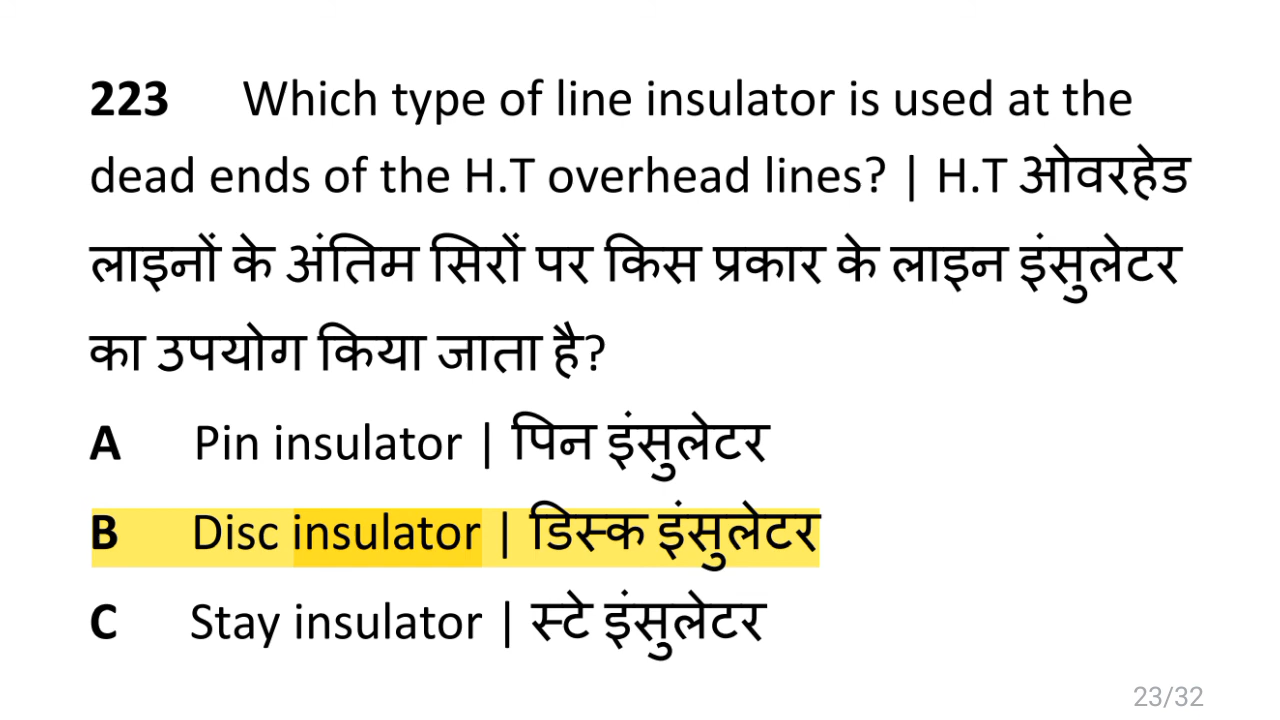 223 Which type of line insulator is used at the
dead ends of the H.T overhead lines? | H.T ओवरहेड
लाइनों के अंतिम सिरों पर किस प्रकार के लाइन इंसुलेटर
का उपयोग किया जाता है?
A Pin insulator | पिन इंसुलेटर
B Disc insulator | डिस्क इंसुलेटर
C Stay insulator | स्टे इंसुलेटर
23/32